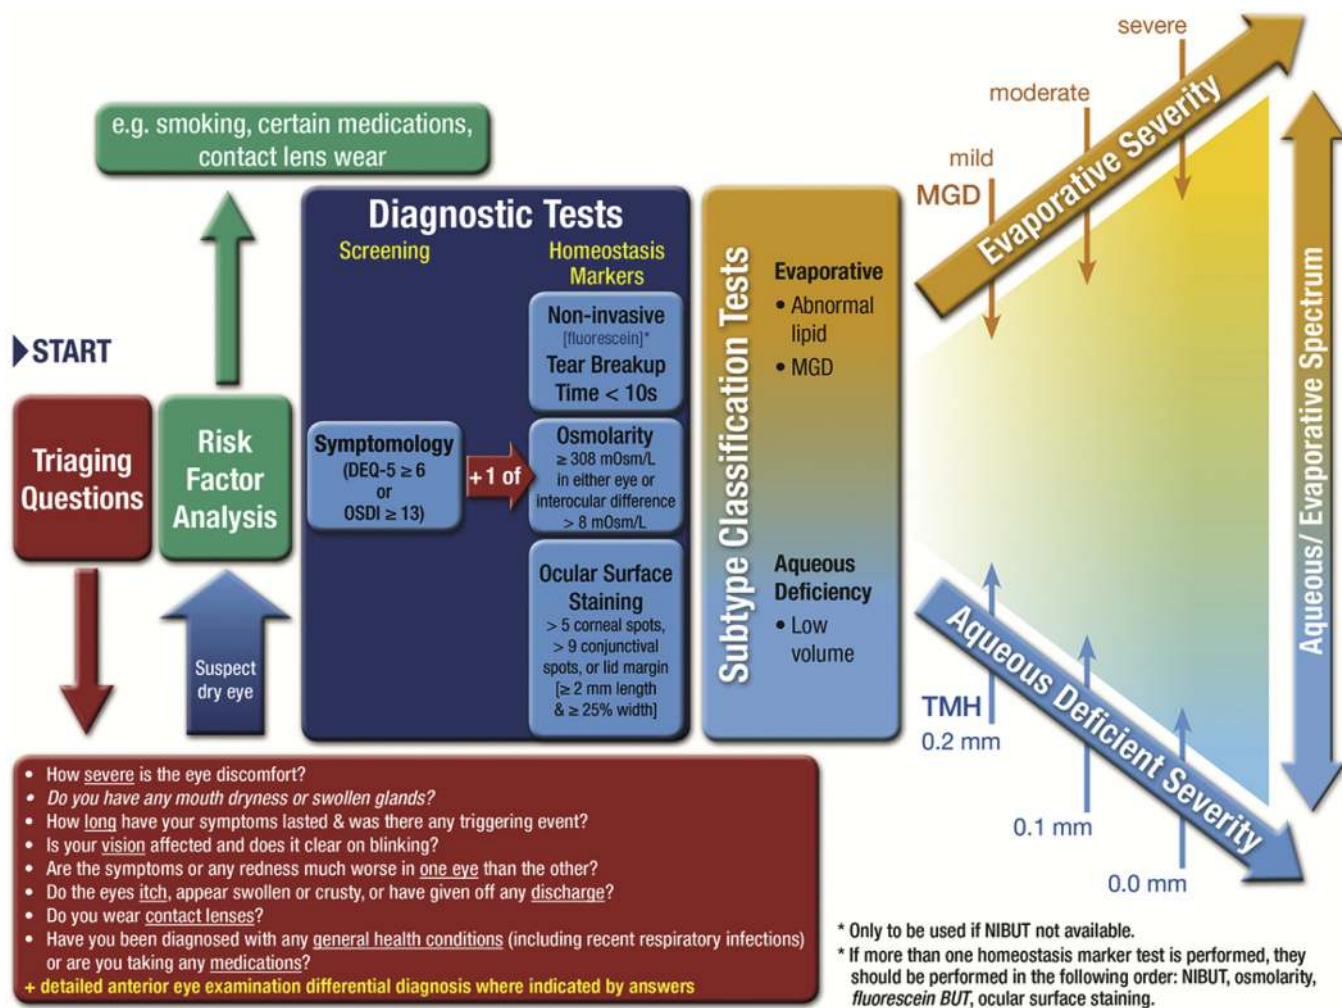 ▶START
Triaging
Questions
Risk
Factor
Analysis
Suspect
dry eye
e.g. smoking, certain medications,
contact lens wear
Diagnostic Tests
Screening
Symptomology
(DEQ-5 ≥ 6
or
OSDI ≥ 13)
+1 of
Homeostasis
Markers
Non-invasive
[fluorescein]*
Tear Breakup
Time < 10s
Osmolarity
≥ 308 mOsm/L
in either eye or
interocular difference
> 8 mOsm/L
Ocular Surface
Staining
> 5 corneal spots,
> 9 conjunctival
spots, or lid margin
[≥ 2 mm length
& ≥ 25% width]
Subtype Classification Tests
Evaporative
• Abnormal
lipid
• MGD
Aqueous
Deficiency
• Low
volume
severe
moderate
mild
MGD
Evaporative Severity
Aqueous/ Evaporative Spectrum
Aqueous Deficient Severity
TMH
0.2 mm
0.1 mm
0.0 mm
• How severe is the eye discomfort?
• Do you have any mouth dryness or swollen glands?
• How long have your symptoms lasted & was there any triggering event?
• Is your vision affected and does it clear on blinking?
• Are the symptoms or any redness much worse in one eye than the other?
• Do the eyes itch, appear swollen or crusty, or have given off any discharge?
• Do you wear contact lenses?
• Have you been diagnosed with any general health conditions (including recent respiratory infections)
or are you taking any medications?
+ detailed anterior eye examination differential diagnosis where indicated by answers
* Only to be used if NIBUT not available.
* If more than one homeostasis marker test is performed, they
should be performed in the following order: NIBUT, osmolarity,
fluorescein BUT, ocular surface staining.